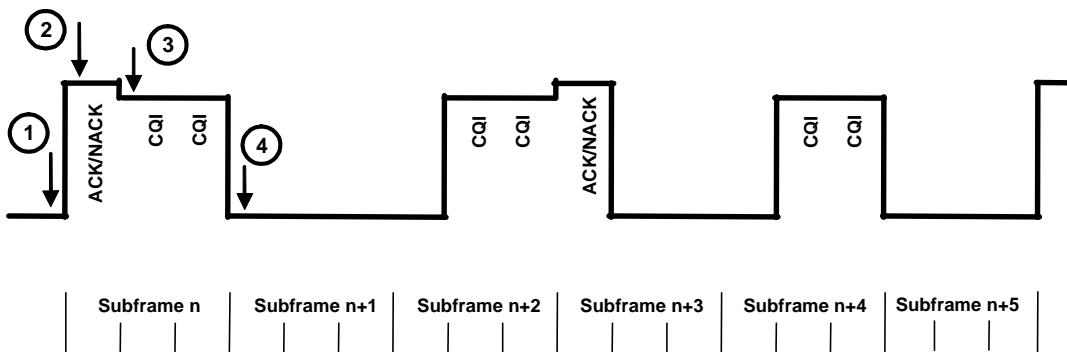 2
3
1
4
ACK/NACK
CQI
CQI
CQI
CQI
ACK/NACK
CQI
CQI
Subframe n
Subframe n+1
Subframe n+2
Subframe n+3
Subframe n+4
Subframe n+5